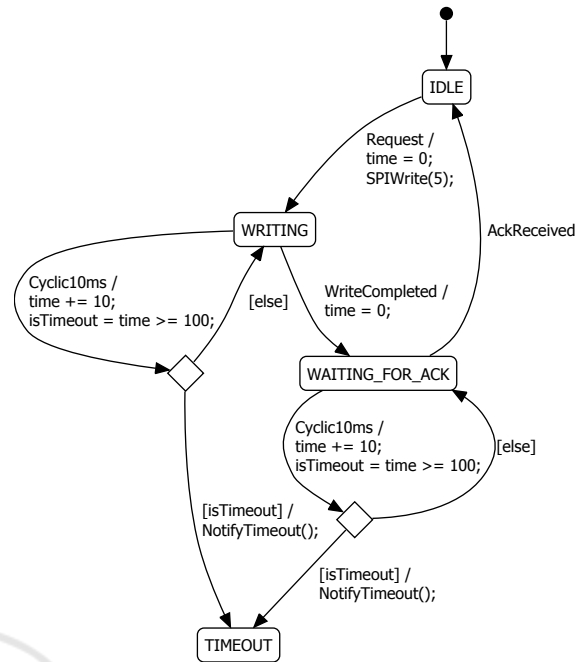 IDLE
Request /
time = 0;
SPIWrite(5);
WRITING
AckReceived
Cyclic10ms /
time += 10;
isTimeout = time >= 100;
[else]
WriteCompleted /
time = 0;
WAITING_FOR_ACK
Cyclic10ms /
time += 10;
isTimeout = time >= 100;
[else]
[isTimeout] /
NotifyTimeout();
[isTimeout] /
NotifyTimeout();
TIMEOUT